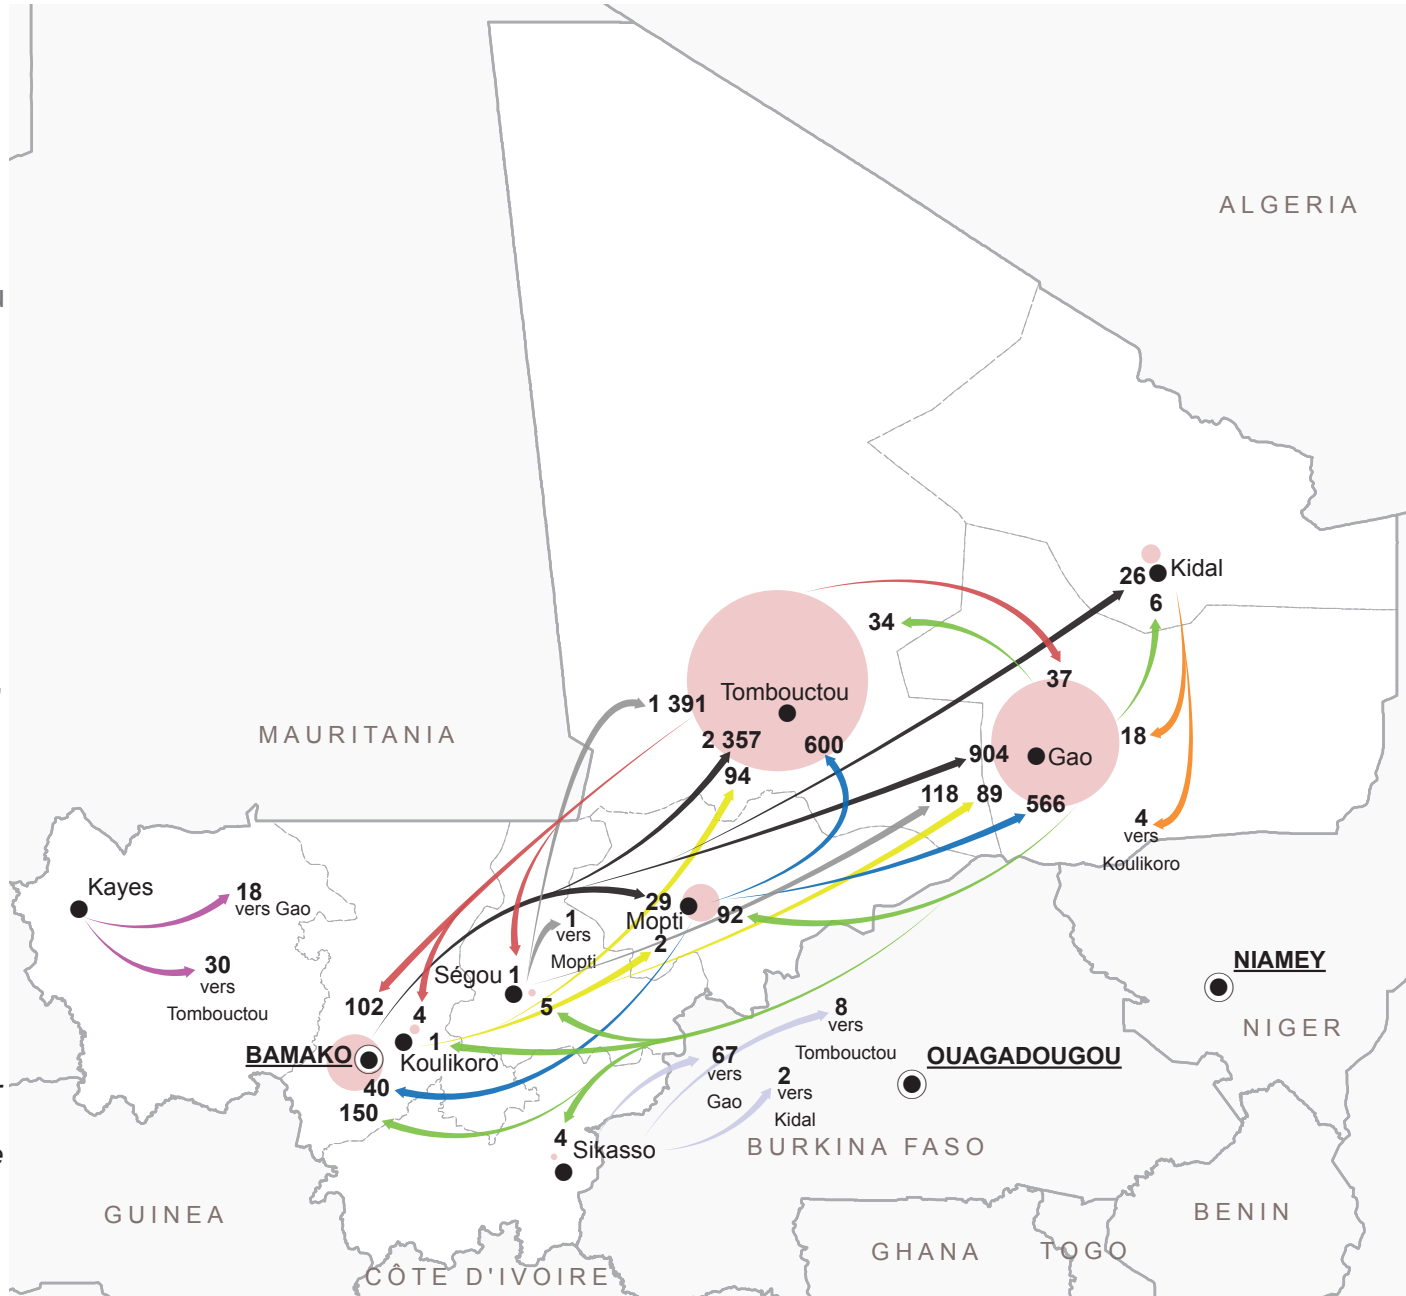 ALGERIA
26
Kidal
6
34
37
Tombouctou
1 391
MAURITANIA
2 357
600
18
904
Gao
94
118
89
566
4
vers
Koulikoro
Kayes
18
vers Gao
29
Mopti
92
1
vers
Mopti
2
30
vers
Tombouctou
Ségou
1
NIAMEY
102
4
5
8
vers
Tombouctou
NIGER
1
Koulikoro
BAMAKO
67
vers
Gao
OUAGADOUGOU
40
2
vers
Kidal
150
4
Sikasso
BURKINA FASO
GUINEA
BENIN
GHANA
TOGO
CÔTE D'IVOIRE